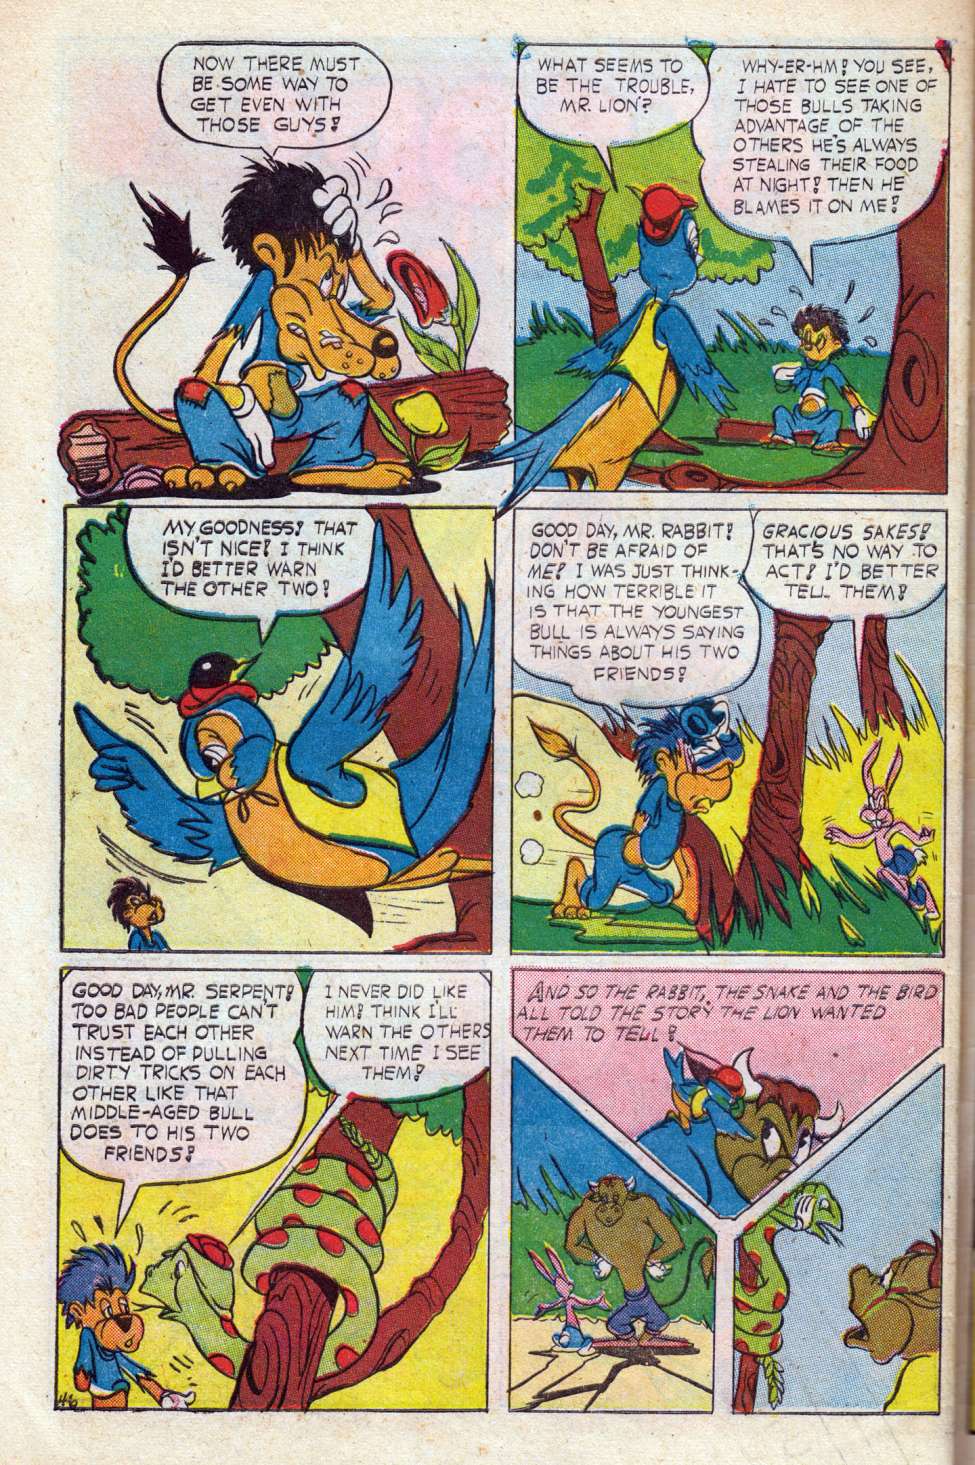 NOW THERE MUST
BE SOME WAY TO
GET EVEN WITH
THOSE GUYS!
WHAT SEEMS TO
BE THE TROUBLE,
MR. LION?
WHY-ER-HM! YOU SEE,
I HATE TO SEE ONE OF
THOSE BULLS TAKING
ADVANTAGE OF THE
OTHERS HE'S ALWAYS
STEALING THEIR FOOD
AT NIGHT! THEN HE
BLAMES IT ON ME!
MY GOODNESS! THAT
ISN'T NICE! I THINK
I'D BETTER WARN
THE OTHER TWO!
GOOD DAY, MR. RABBIT!
DON'T BE AFRAID OF
ME! I WAS JUST THINK-
ING HOW TERRIBLE IT
IS THAT THE YOUNGEST
BULL IS ALWAYS SAYING
THINGS ABOUT HIS TWO
FRIENDS!
GRACIOUS SAKES!
THAT'S NO WAY TO
ACT! I'D BETTER
TELL THEM!
GOOD DAY, MR. SERPENT!
TOO BAD PEOPLE CAN'T
TRUST EACH OTHER
INSTEAD OF PULLING
DIRTY TRICKS ON EACH
OTHER LIKE THAT
MIDDLE-AGED BULL
DOES TO HIS TWO
FRIENDS!
I NEVER DID LIKE
HIM! THINK I'LL
WARN THE OTHERS
NEXT TIME I SEE
THEM!
AND SO THE RABBIT, THE SNAKE AND THE BIRD
ALL TOLD THE STORY THE LION WANTED
THEM TO TELL!
46